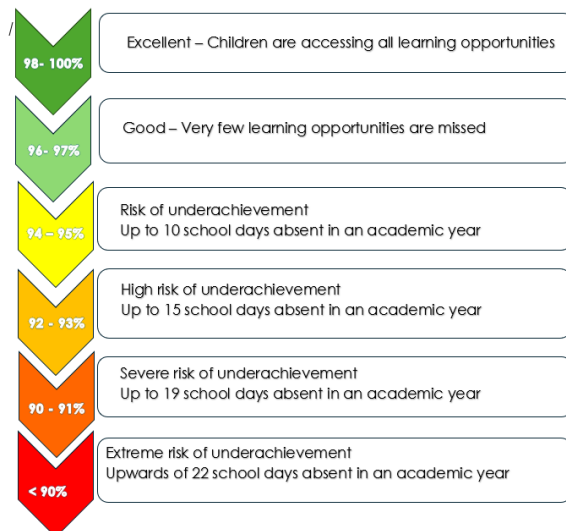 /
98- 100%
Excellent – Children are accessing all learning opportunities
96- 97%
Good – Very few learning opportunities are missed
94 – 95%
Risk of underachievement
Up to 10 school days absent in an academic year
92 - 93%
High risk of underachievement
Up to 15 school days absent in an academic year
90 - 91%
Severe risk of underachievement
Up to 19 school days absent in an academic year
< 90%
Extreme risk of underachievement
Upwards of 22 school days absent in an academic year